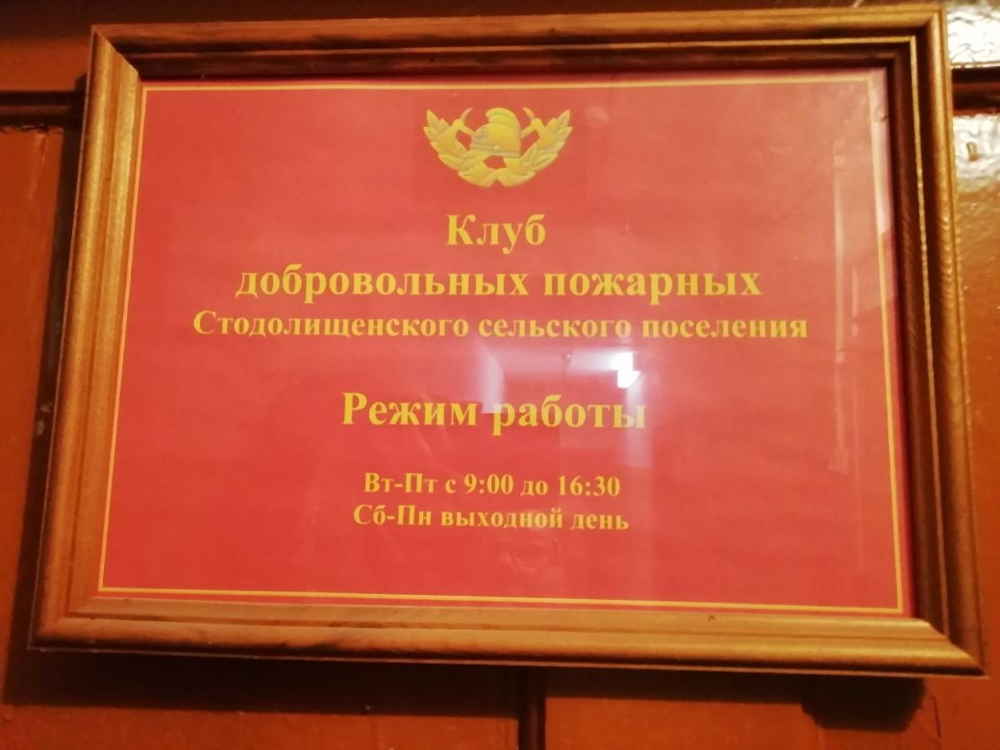 Клуб
добровольных пожарных
Стодолищенского сельского поселения
Режим работы
Вт-Пт с 9:00 до 16:30
Сб-Пн выходной день